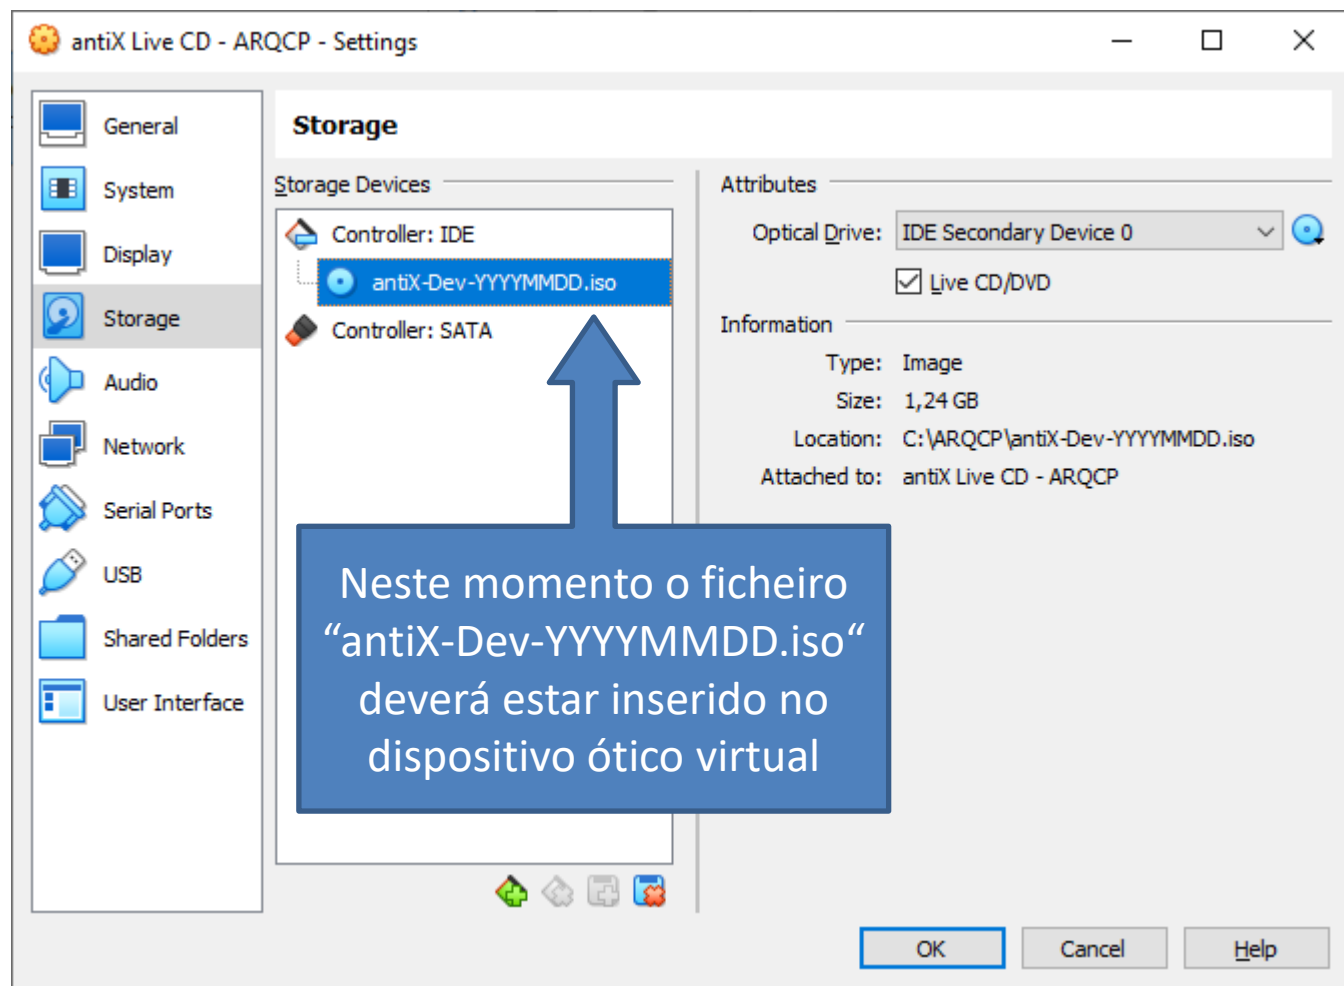 antiX Live CD - ARQCP - Settings
General
System
Display
Storage
Audio
Network
Serial Ports
USB
Shared Folders
User Interface
Storage
Storage Devices
Controller: IDE
antiX-Dev-YYYYMMDD.iso
Controller: SATA
Attributes
Optical Drive: IDE Secondary Device 0
Live CD/DVD
Information
Type: Image
Size: 1,24 GB
Location: C:\ARQCP\antiX-Dev-YYYYMMDD.iso
Attached to: antiX Live CD - ARQCP
Neste momento o ficheiro
“antiX-Dev-YYYYMMDD.iso“
deverá estar inserido no
dispositivo ótico virtual
OK
Cancel
Help